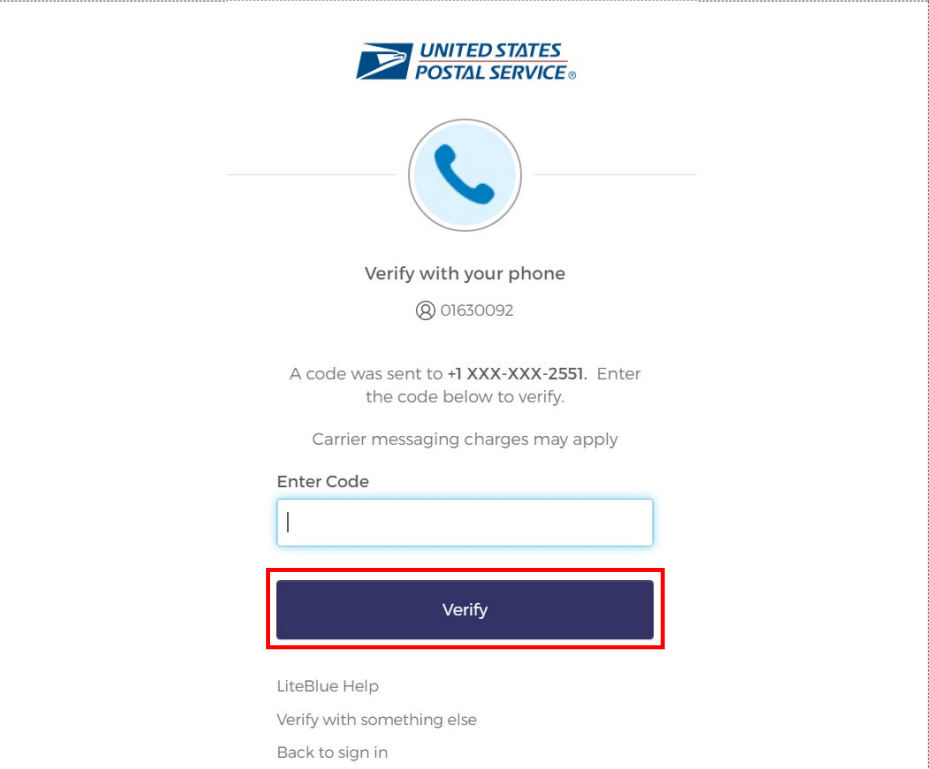 UNITED STATES
POSTAL SERVICE®
Verify with your phone
01630092
A code was sent to +1 XXX-XXX-2551. Enter
the code below to verify.
Carrier messaging charges may apply
Enter Code
Verify
LiteBlue Help
Verify with something else
Back to sign in